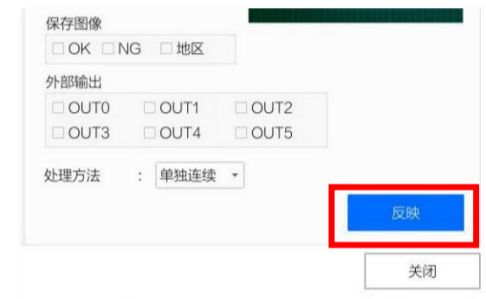 保存图像
OK NG 地区
外部输出
OUT0 OUT1 OUT2
OUT3 OUT4 OUT5
处理方法 : 单独连续
反映
关闭